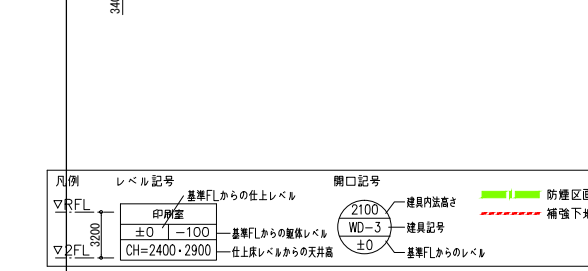 340
凡例
レベル記号
開口記号
基準FLからの仕上レベル
▽RFL
3200
▽2FL
印刷室
±0 -100
CH=2400・2900
基準FLからの躯体レベル
仕上床レベルからの天井高
2100
WD-3
±0
建具内法高さ
建具記号
基準FLからのレベル
防煙区画
補強下地